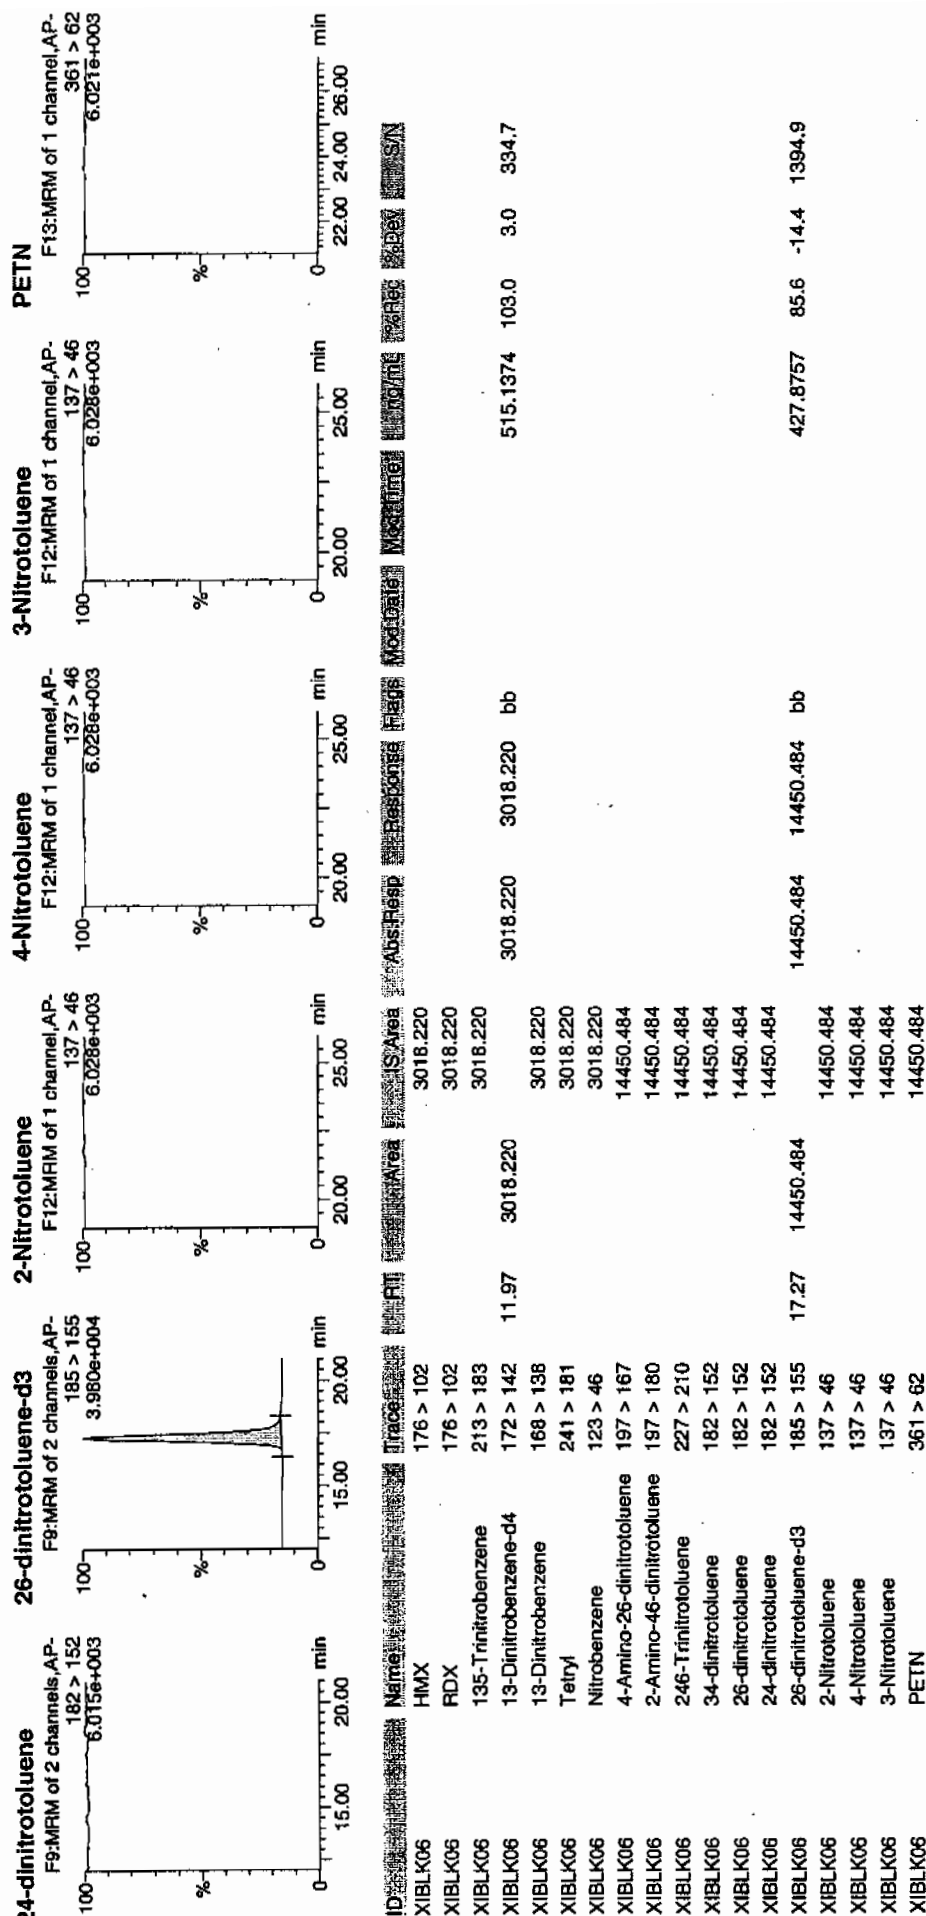 24-dinitrotoluene
F9:MRM of 2 channels,AP-
182 > 152
6.015e+003
100
%
0
15.00 20.00 min
26-dinitrotoluene-d3
F9:MRM of 2 channels,AP-
185 > 155
3.980e+004
100
%
0
15.00 20.00 min
2-Nitrotoluene
F12:MRM of 1 channel,AP-
137 > 46
6.028e+003
100
%
0
20.00 25.00 min
4-Nitrotoluene
F12:MRM of 1 channel,AP-
137 > 46
6.028e+003
100
%
0
20.00 25.00 min
3-Nitrotoluene
F12:MRM of 1 channel,AP-
137 > 46
6.028e+003
100
%
0
20.00 25.00 min
PETN
F13:MRM of 1 channel,AP-
361 > 62
6.021e+003
100
%
0
22.00 24.00 26.00 min
ID Name Trace RT Area IS Area Abs.Resp Response Flags Mod.Date Mod.Time ng/mL %Rec %Dev S/N
XIBLK06 HMX 176 > 102 3018.220
XIBLK06 RDX 176 > 102 3018.220
XIBLK06 135-Trinitrobenzene 213 > 183 3018.220
XIBLK06 13-Dinitrobenzene-d4 172 > 142 11.97 3018.220 3018.220 3018.220 bb 515.1374 103.0 3.0 334.7
XIBLK06 13-Dinitrobenzene 168 > 138 3018.220
XIBLK06 Tetryl 241 > 181 3018.220
XIBLK06 Nitrobenzene 123 > 46 3018.220
XIBLK06 4-Amino-26-dinitrotoluene 197 > 167 14450.484
XIBLK06 2-Amino-46-dinitrotoluene 197 > 180 14450.484
XIBLK06 246-Trinitrotoluene 227 > 210 14450.484
XIBLK06 34-dinitrotoluene 182 > 152 14450.484
XIBLK06 26-dinitrotoluene 182 > 152 14450.484
XIBLK06 24-dinitrotoluene 182 > 152 14450.484
XIBLK06 26-dinitrotoluene-d3 185 > 155 17.27 14450.484 14450.484 14450.484 bb 427.8757 85.6 -14.4 1394.9
XIBLK06 2-Nitrotoluene 137 > 46 14450.484
XIBLK06 4-Nitrotoluene 137 > 46 14450.484
XIBLK06 3-Nitrotoluene 137 > 46 14450.484
XIBLK06 PETN 361 > 62 14450.484